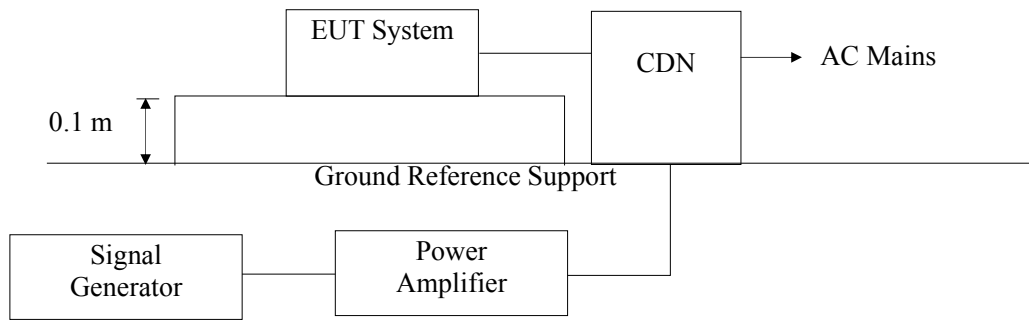 EUT System
CDN
AC Mains
0.1 m
Ground Reference Support
Signal
Generator
Power
Amplifier